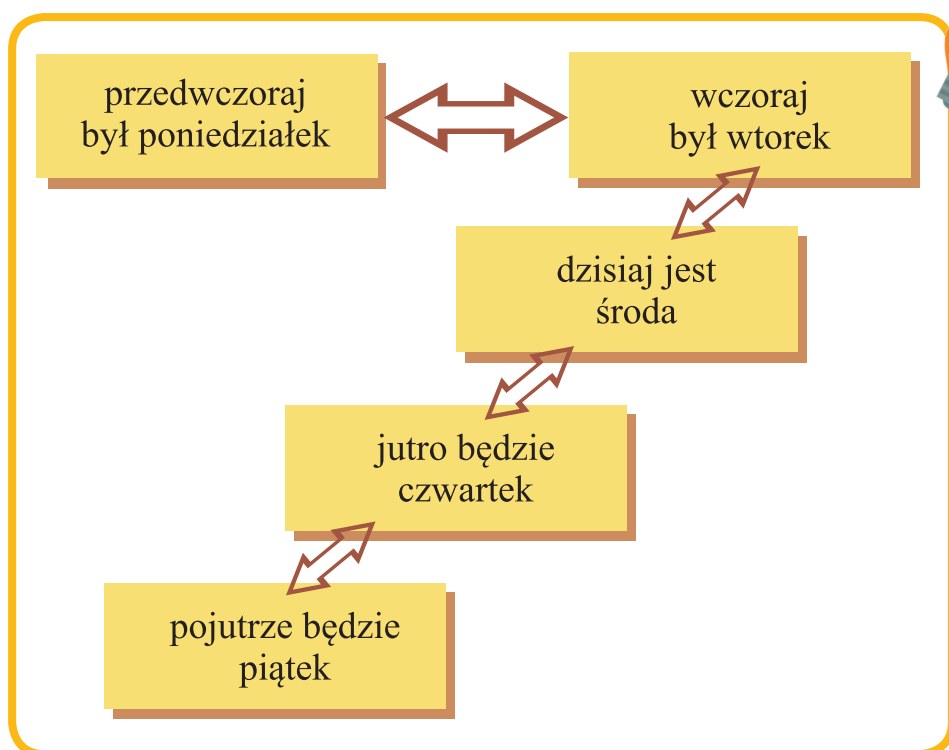 przedwczoraj
był poniedziałek
wczoraj
był wtorek
dzisiaj jest
środa
jutro będzie
czwartek
pojutrze będzie
piątek